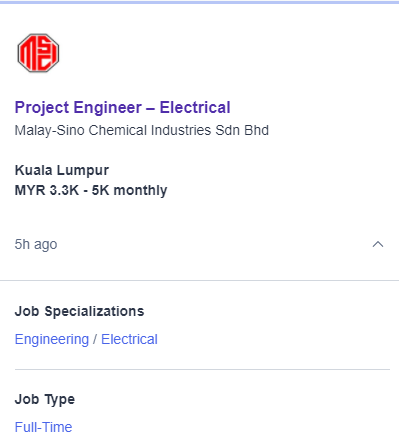 MSCI
Project Engineer – Electrical
Malay-Sino Chemical Industries Sdn Bhd
Kuala Lumpur
MYR 3.3K - 5K monthly
5h ago
Job Specializations
Engineering / Electrical
Job Type
Full-Time